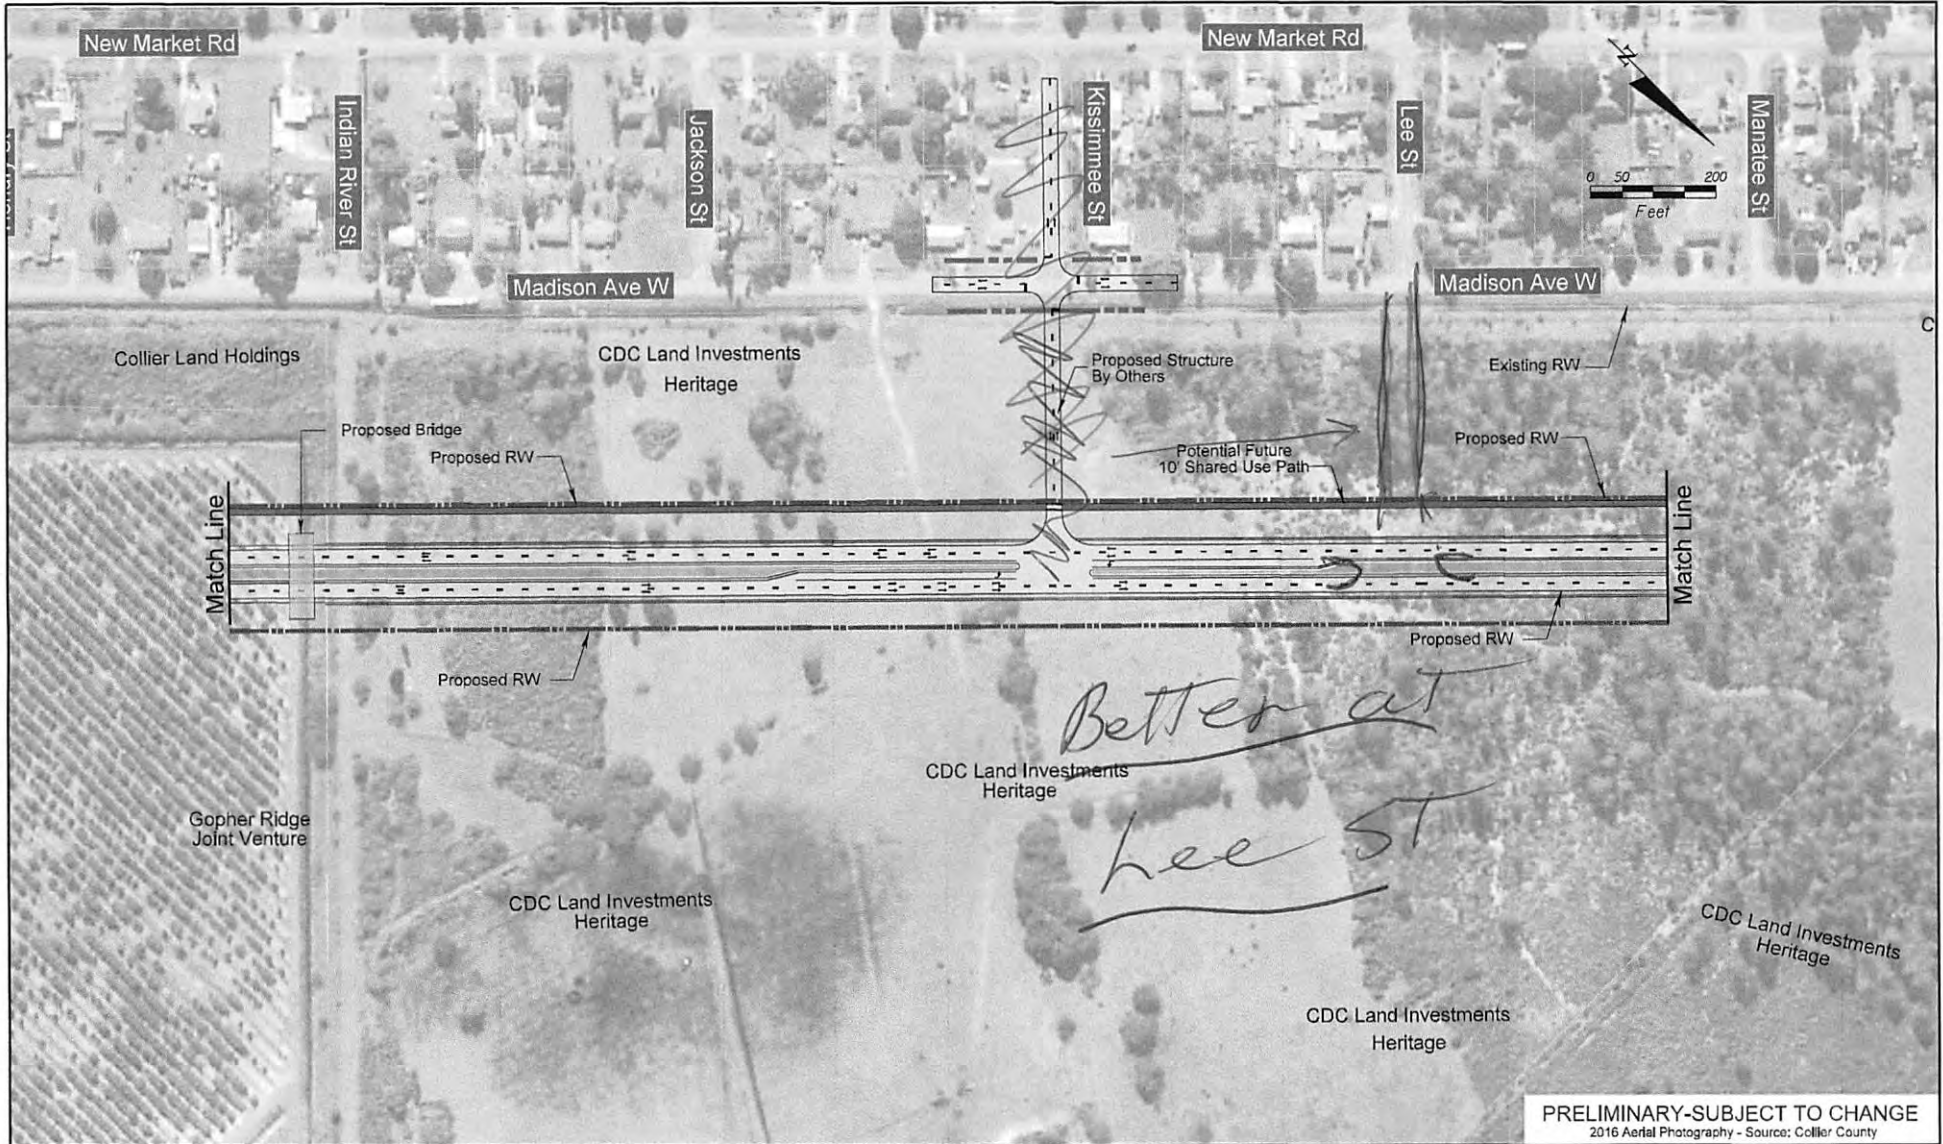 New Market Rd
New Market Rd
N
Indian River St
Jackson St
Kissimmee St
Lee St
Manatee St
0 50 200
Feet
Madison Ave W
Madison Ave W
Collier Land Holdings
CDC Land Investments
Heritage
Proposed Structure
By Others
Existing RW
C
Proposed Bridge
Proposed RW
Potential Future
10' Shared Use Path
Proposed RW
Match Line
Match Line
Proposed RW
Proposed RW
Better at
Lee ST
CDC Land Investments
Heritage
Gopher Ridge
Joint Venture
CDC Land Investments
Heritage
CDC Land Investments
Heritage
CDC Land Investments
Heritage
PRELIMINARY-SUBJECT TO CHANGE
2016 Aerial Photography - Source: Collier County